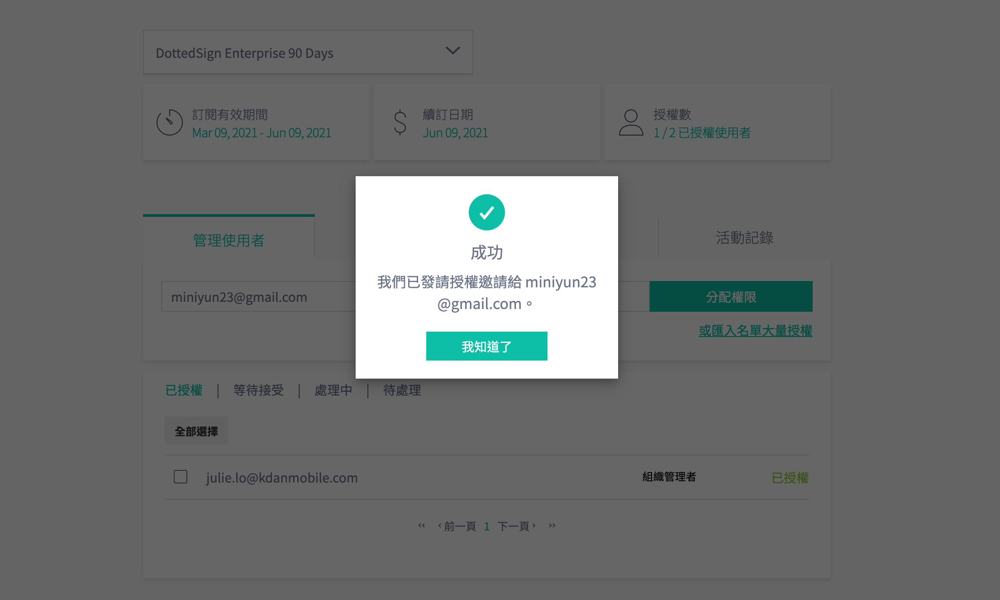 DottedSign Enterprise 90 Days
訂閱有效期間
Mar 09, 2021 - Jun 09, 2021
續訂日期
Jun 09, 2021
授權數
1 / 2 已授權使用者
管理使用者
活動記錄
成功
我們已發請授權邀請給 miniyun23
@gmail.com。
我知道了
miniyun23@gmail.com
分配權限
或匯入名單大量授權
已授權 | 等待接受 | 處理中 | 待處理
全部選擇
julie.lo@kdanmobile.com 組織管理者 已授權
‹‹ ‹ 前一頁 1 下一頁 › ››